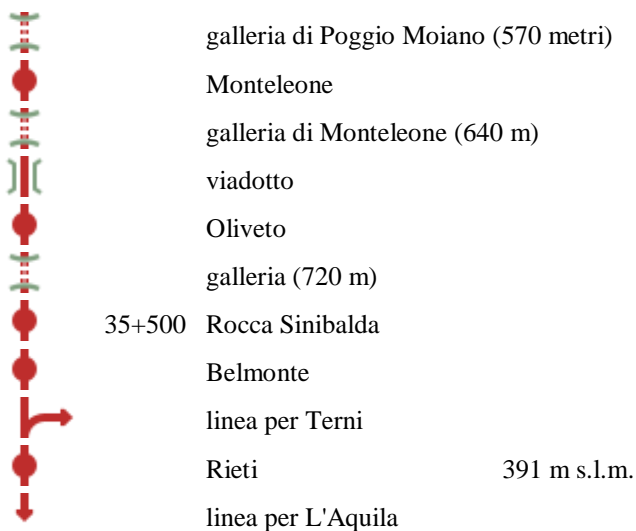 galleria di Poggio Moiano (570 metri)
Monteleone
galleria di Monteleone (640 m)
viadotto
Oliveto
galleria (720 m)
35+500 Rocca Sinibalda
Belmonte
linea per Terni
Rieti 391 m s.l.m.
linea per L'Aquila